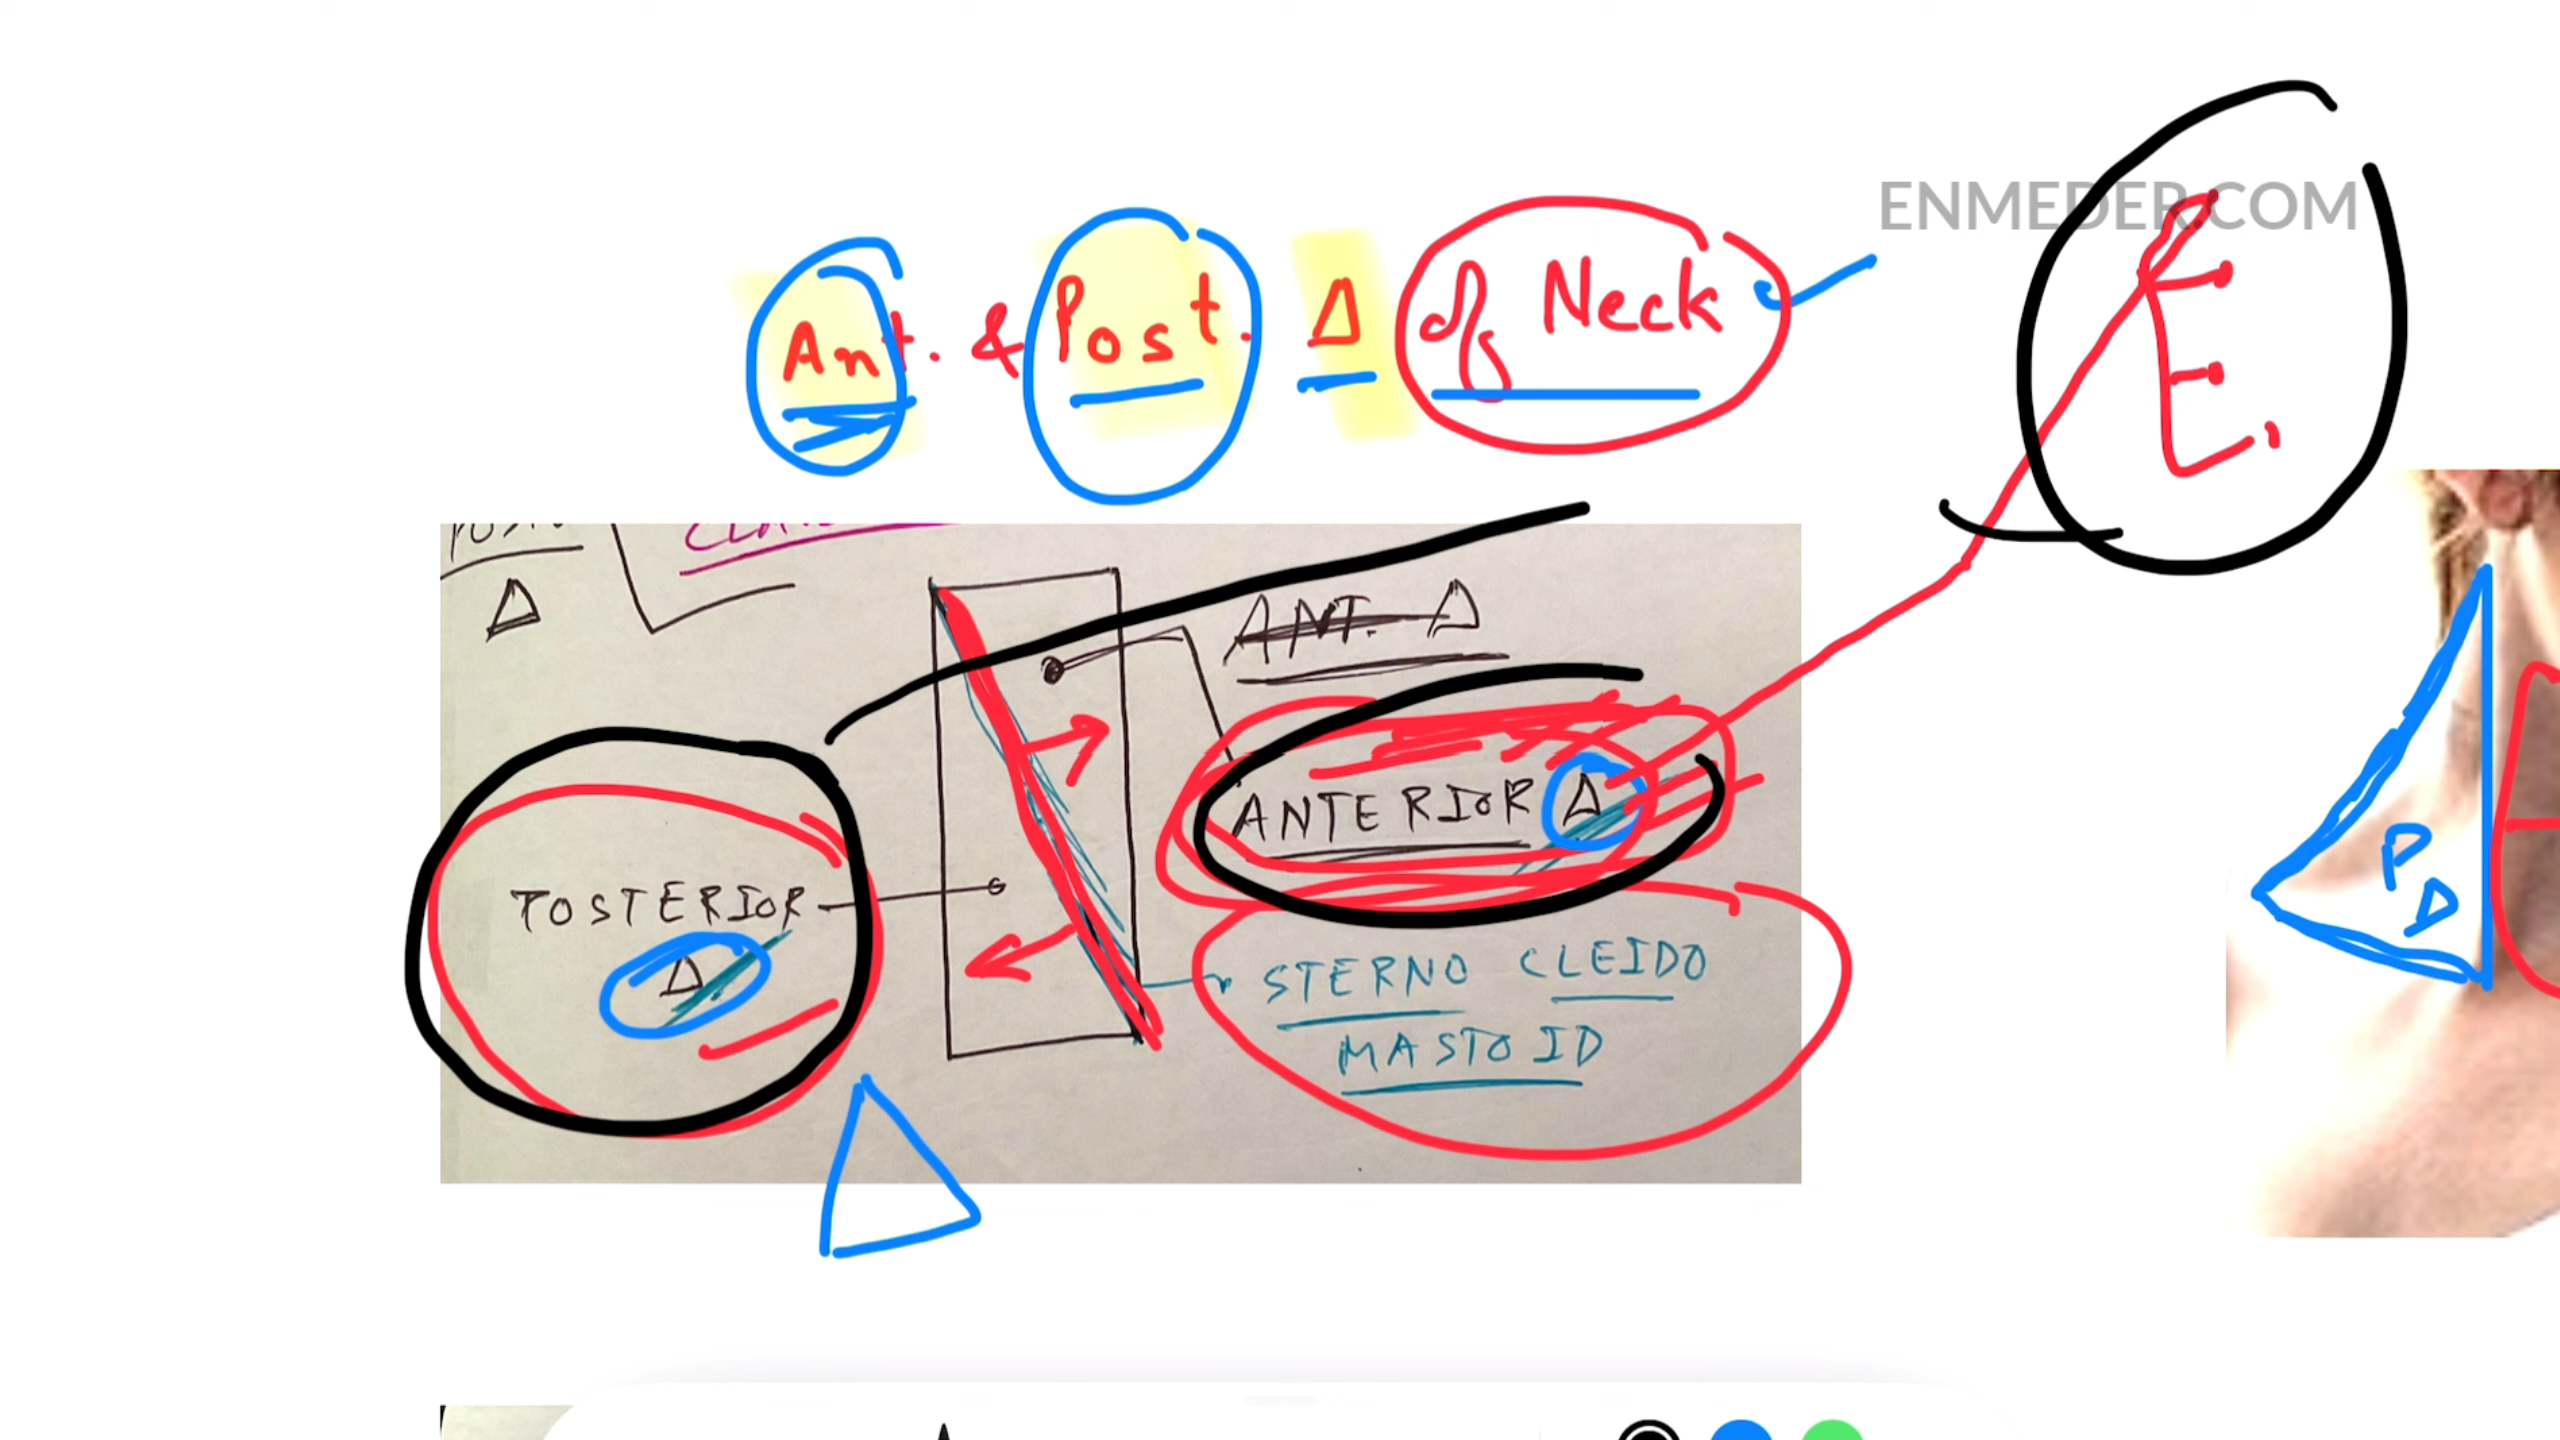 ENMEDER.COM
Ant. & Post. Δ of Neck
Δ
ANT. Δ
ANTERIOR Δ
POSTERIOR
Δ
STERNO CLEIDO
MASTOID
P
Δ